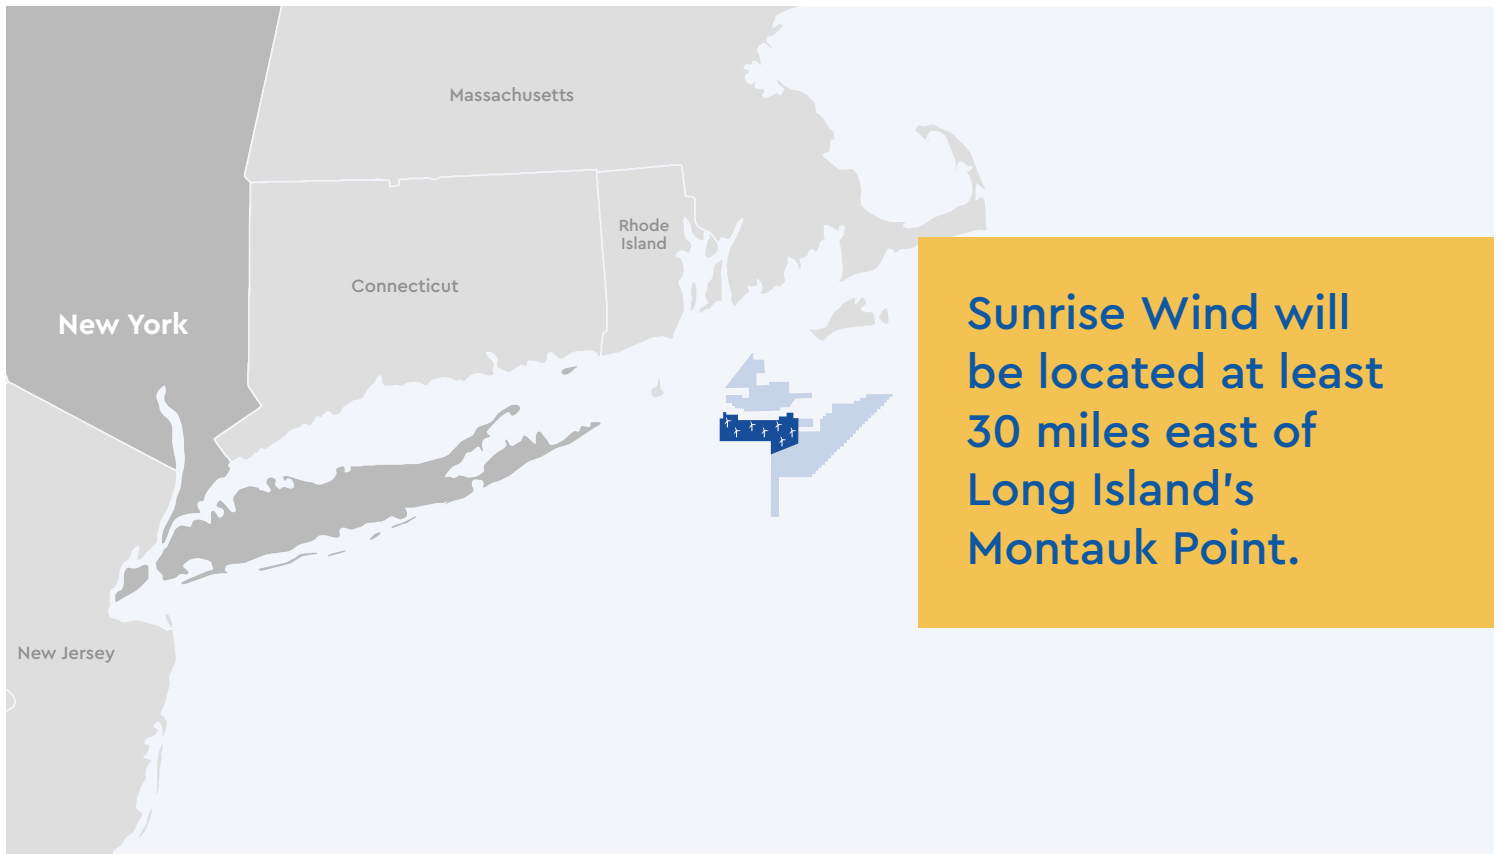 Massachusetts
Rhode
Island
Connecticut
New York
Sunrise Wind will
be located at least
30 miles east of
Long Island's
Montauk Point.
New Jersey